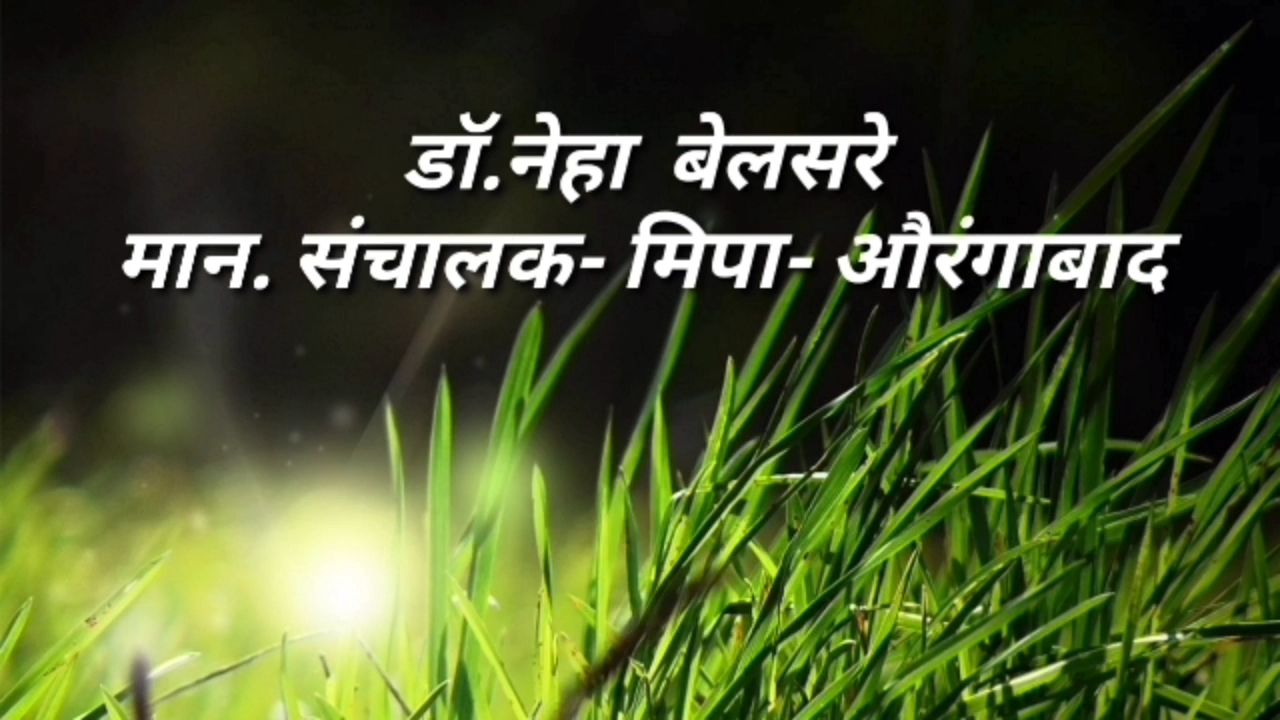 डॉ.नेहा  बेलसरे
मान. संचालक- मिपा- औरंगाबाद